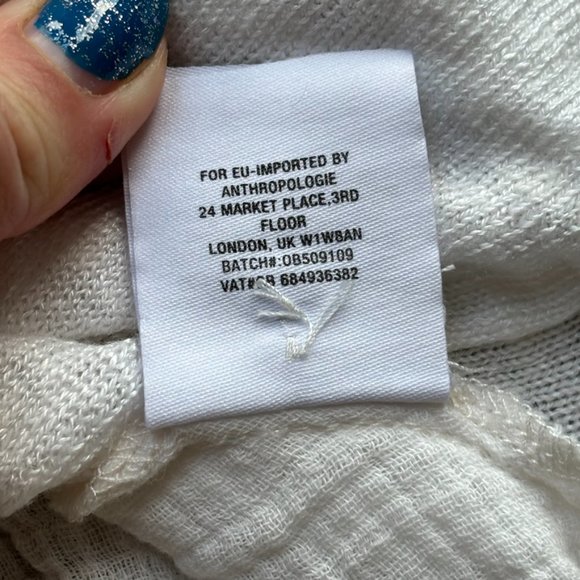 FOR EU-IMPORTED BY
ANTHROPOLOGIE
24 MARKET PLACE,3RD
FLOOR
LONDON, UK W1W8AN
BATCH#:OB509109
VAT#GB 684936382